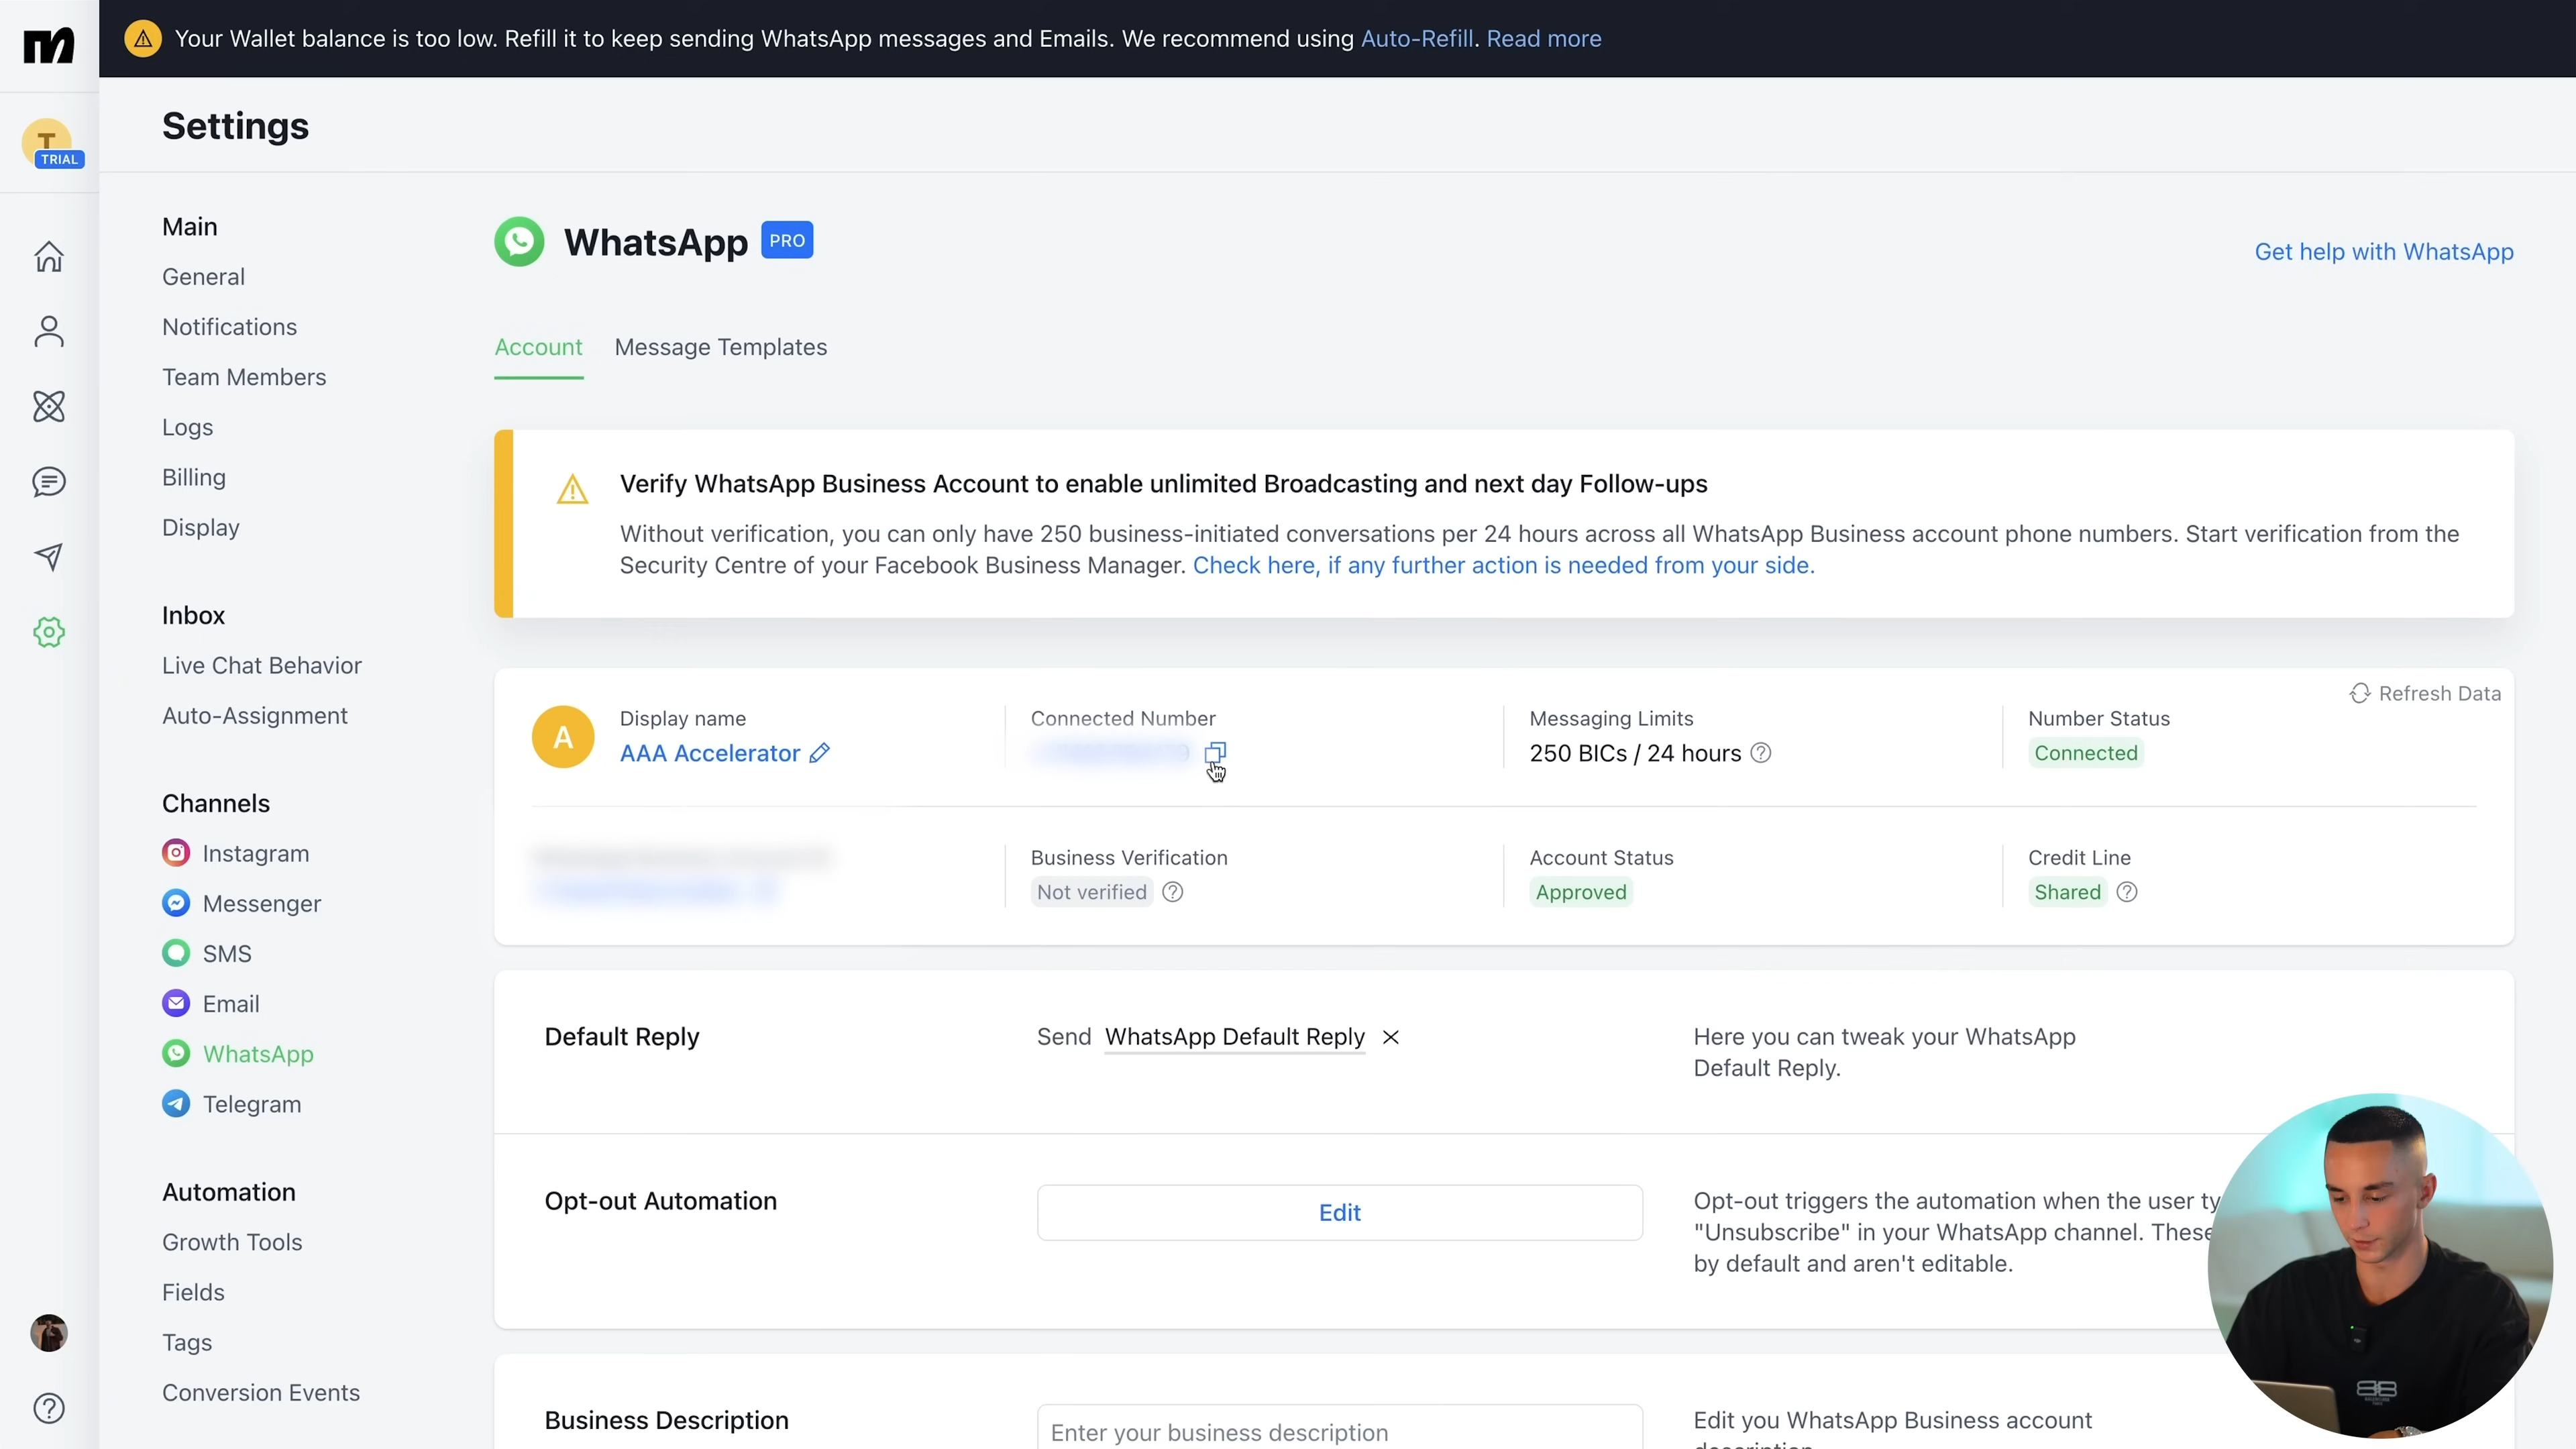 Your Wallet balance is too low. Refill it to keep sending WhatsApp messages and Emails. We recommend using Auto-Refill. Read more
T
TRIAL
Settings
Main
General
Notifications
Team Members
Logs
Billing
Display
Inbox
Live Chat Behavior
Auto-Assignment
Channels
Instagram
Messenger
SMS
Email
WhatsApp
Telegram
Automation
Growth Tools
Fields
Tags
Conversion Events
WhatsApp PRO
Get help with WhatsApp
Account Message Templates
Verify WhatsApp Business Account to enable unlimited Broadcasting and next day Follow-ups
Without verification, you can only have 250 business-initiated conversations per 24 hours across all WhatsApp Business account phone numbers. Start verification from the
Security Centre of your Facebook Business Manager. Check here, if any further action is needed from your side.
Refresh Data
A
Display name
AAA Accelerator
Connected Number
Messaging Limits
250 BICs / 24 hours
Number Status
Connected
Business Verification
Not verified
Account Status
Approved
Credit Line
Shared
Default Reply
Send WhatsApp Default Reply
Here you can tweak your WhatsApp
Default Reply.
Opt-out Automation
Edit
Opt-out triggers the automation when the user
"Unsubscribe" in your WhatsApp channel. These
by default and aren't editable.
Business Description
Enter your business description
Edit you WhatsApp Business account